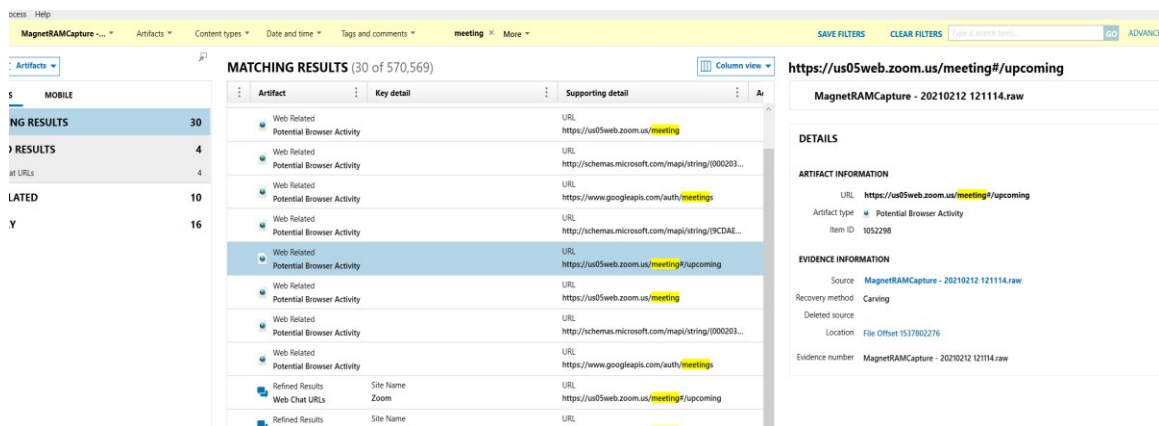 ocess Help
MagnetRAMCapture -... Artifacts Content types Date and time Tags and comments meeting × More SAVE FILTERS CLEAR FILTERS Type a search term... GO ADVANCE
Artifacts
MATCHING RESULTS (30 of 570,569) Column view
S MOBILE
NG RESULTS 30
) RESULTS 4
at URLs 4
LATED 10
Y 16
Artifact Key detail Supporting detail A
Web Related URL
Potential Browser Activity https://us05web.zoom.us/meeting
Web Related URL
Potential Browser Activity http://schemas.microsoft.com/mapi/string/{000203...
Web Related URL
Potential Browser Activity https://www.googleapis.com/auth/meetings
Web Related URL
Potential Browser Activity http://schemas.microsoft.com/mapi/string/{9CDAE...
Web Related URL
Potential Browser Activity https://us05web.zoom.us/meeting#/upcoming
Web Related URL
Potential Browser Activity https://us05web.zoom.us/meeting
Web Related URL
Potential Browser Activity http://schemas.microsoft.com/mapi/string/{000203...
Web Related URL
Potential Browser Activity https://www.googleapis.com/auth/meetings
Refined Results Site Name URL
Web Chat URLs Zoom https://us05web.zoom.us/meeting#/upcoming
Refined Results Site Name URL
https://us05web.zoom.us/meeting#/upcoming
MagnetRAMCapture - 20210212 121114.raw
DETAILS
ARTIFACT INFORMATION
URL https://us05web.zoom.us/meeting#/upcoming
Artifact type Potential Browser Activity
Item ID 1052298
EVIDENCE INFORMATION
Source MagnetRAMCapture - 20210212 121114.raw
Recovery method Carving
Deleted source
Location File Offset 1537802276
Evidence number MagnetRAMCapture - 20210212 121114.raw